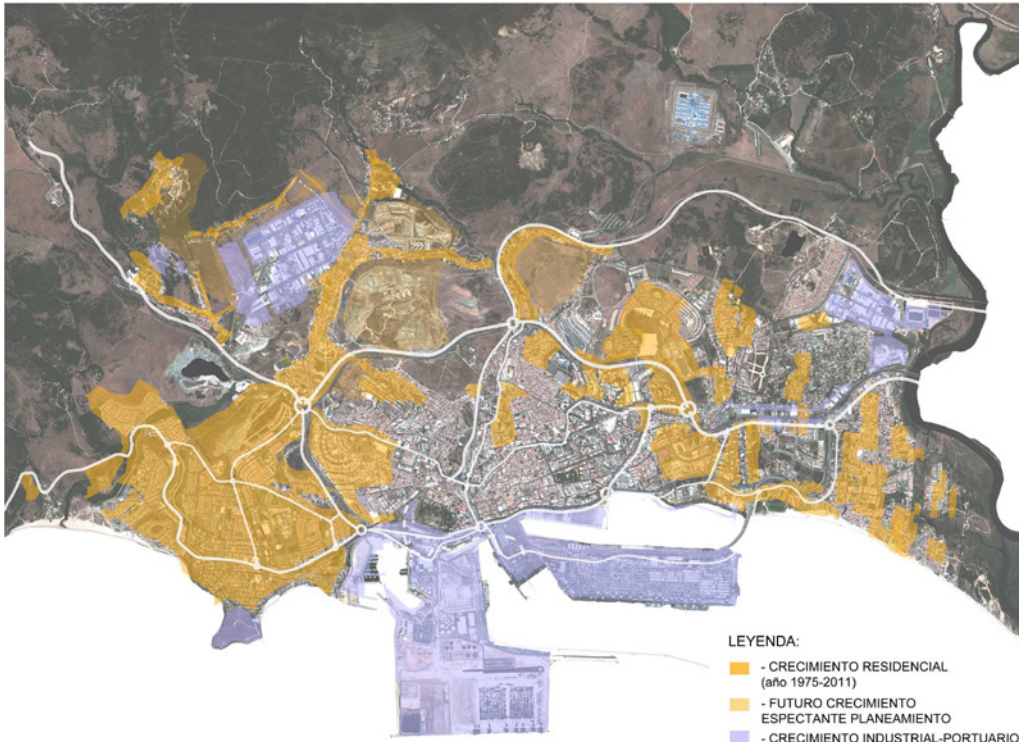 LEYENDA:
- CRECIMIENTO RESIDENCIAL
(año 1975-2011)
- FUTURO CRECIMIENTO
ESPECTANTE PLANEAMIENTO
- CRECIMIENTO INDUSTRIAL-PORTUARIO